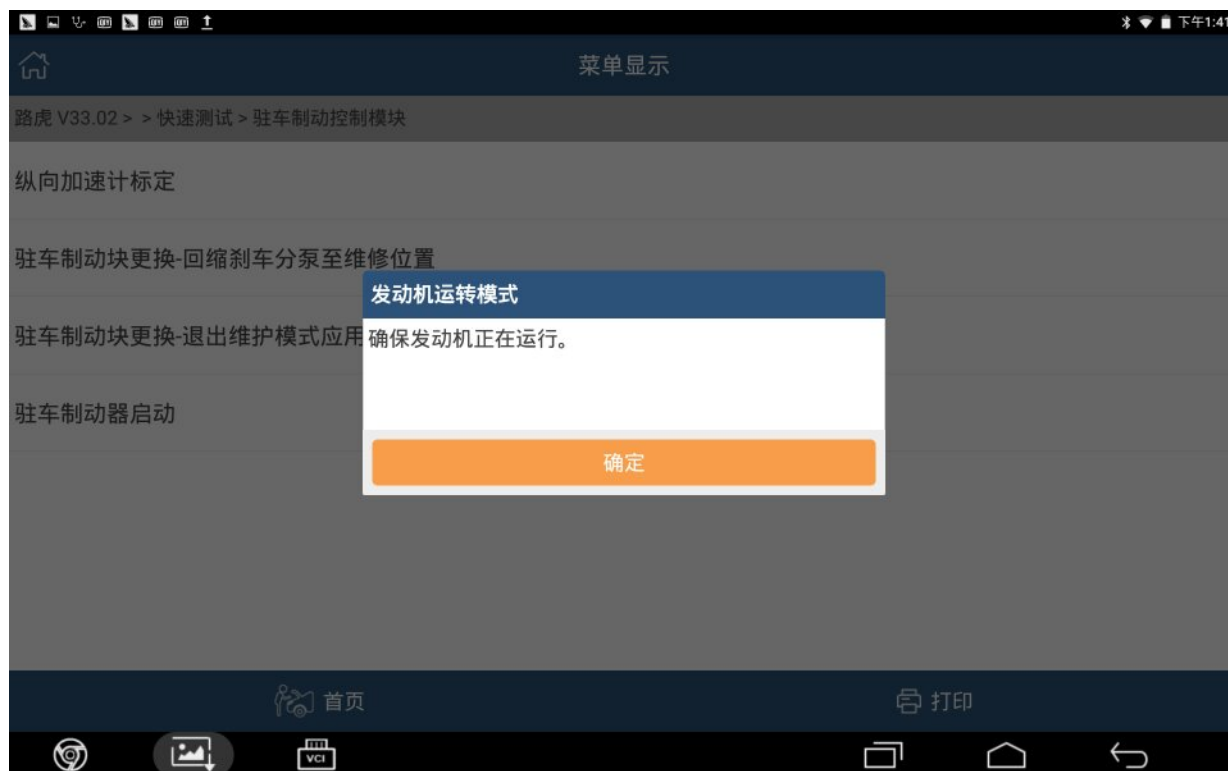 下午1:41
菜单显示
路虎 V33.02 > > 快速测试 > 驻车制动控制模块
纵向加速计标定
驻车制动块更换-回缩刹车分泵至维修位置
驻车制动块更换-退出维护模式应用
驻车制动器启动
发动机运转模式
确保发动机正在运行。
确定
首页
打印
VCI